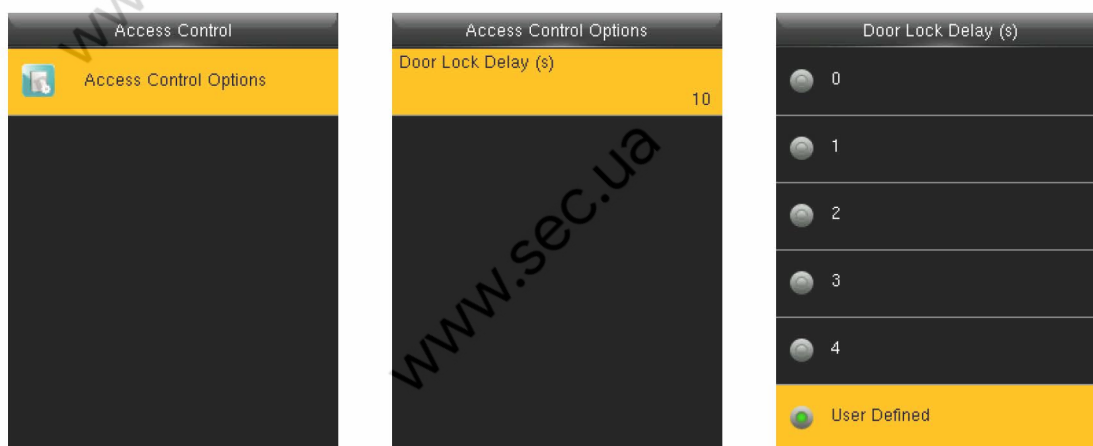 Access Control
Access Control Options
Access Control Options
Door Lock Delay (s)
10
Door Lock Delay (s)
0
1
2
3
4
User Defined
www.sec.ua